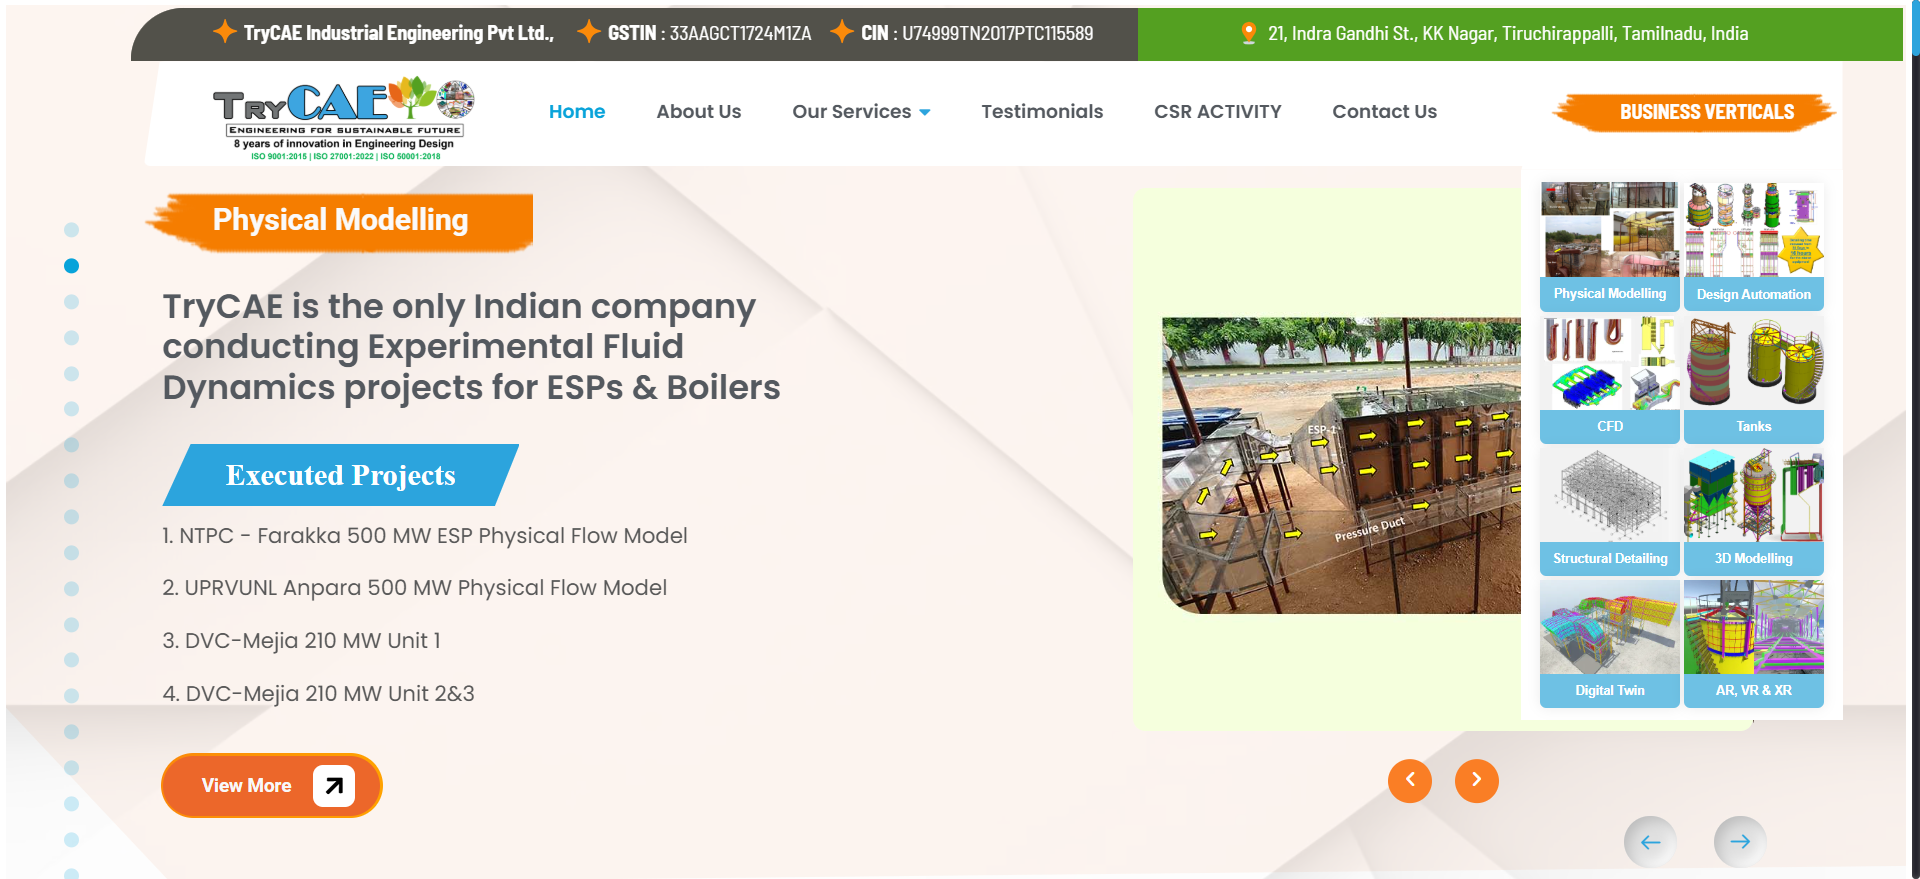 TryCAE Industrial Engineering Pvt Ltd., GSTIN : 33AAGCT1724M1ZA CIN : U74999TN2017PTC115589 21, Indra Gandhi St., KK Nagar, Tiruchirappalli, Tamilnadu, India
TRYCAE
ENGINEERING FOR SUSTAINABLE FUTURE
8 years of innovation in Engineering Design
ISO 9001:2015 | ISO 27001:2022 | ISO 50001:2018
Home About Us Our Services Testimonials CSR ACTIVITY Contact Us BUSINESS VERTICALS
Physical Modelling
TryCAE is the only Indian company
conducting Experimental Fluid
Dynamics projects for ESPs & Boilers
Executed Projects
1. NTPC - Farakka 500 MW ESP Physical Flow Model
2. UPRVUNL Anpara 500 MW Physical Flow Model
3. DVC-Mejia 210 MW Unit 1
4. DVC-Mejia 210 MW Unit 2&3
View More
ESP-1
Pressure Duct
Physical Modelling Design Automation
CFD Tanks
Structural Detailing 3D Modelling
Digital Twin AR, VR & XR